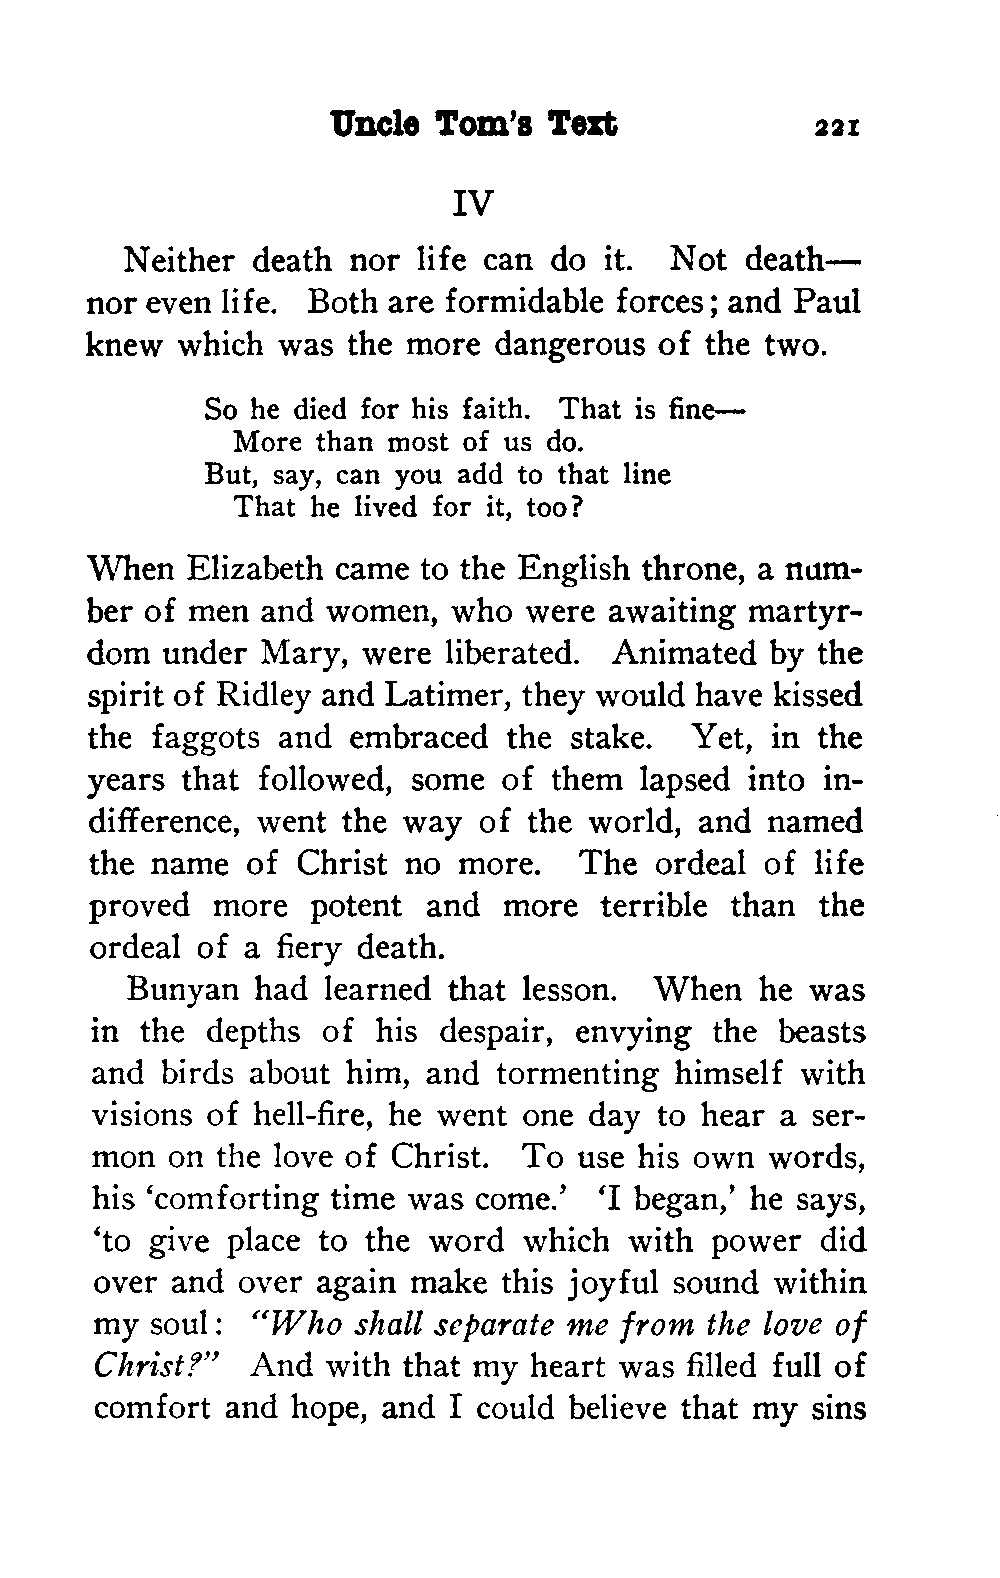 Uncle Tom's Text 221
IV
Neither death nor life can do it. Not death—
nor even life. Both are formidable forces; and Paul
knew which was the more dangerous of the two.
So he died for his faith. That is fine—
More than most of us do.
But, say, can you add to that line
That he lived for it, too?
When Elizabeth came to the English throne, a num-
ber of men and women, who were awaiting martyr-
dom under Mary, were liberated. Animated by the
spirit of Ridley and Latimer, they would have kissed
the faggots and embraced the stake. Yet, in the
years that followed, some of them lapsed into in-
difference, went the way of the world, and named
the name of Christ no more. The ordeal of life
proved more potent and more terrible than the
ordeal of a fiery death.
Bunyan had learned that lesson. When he was
in the depths of his despair, envying the beasts
and birds about him, and tormenting himself with
visions of hell-fire, he went one day to hear a ser-
mon on the love of Christ. To use his own words,
his 'comforting time was come.' 'I began,' he says,
'to give place to the word which with power did
over and over again make this joyful sound within
my soul: "Who shall separate me from the love of
Christ?" And with that my heart was filled full of
comfort and hope, and I could believe that my sins